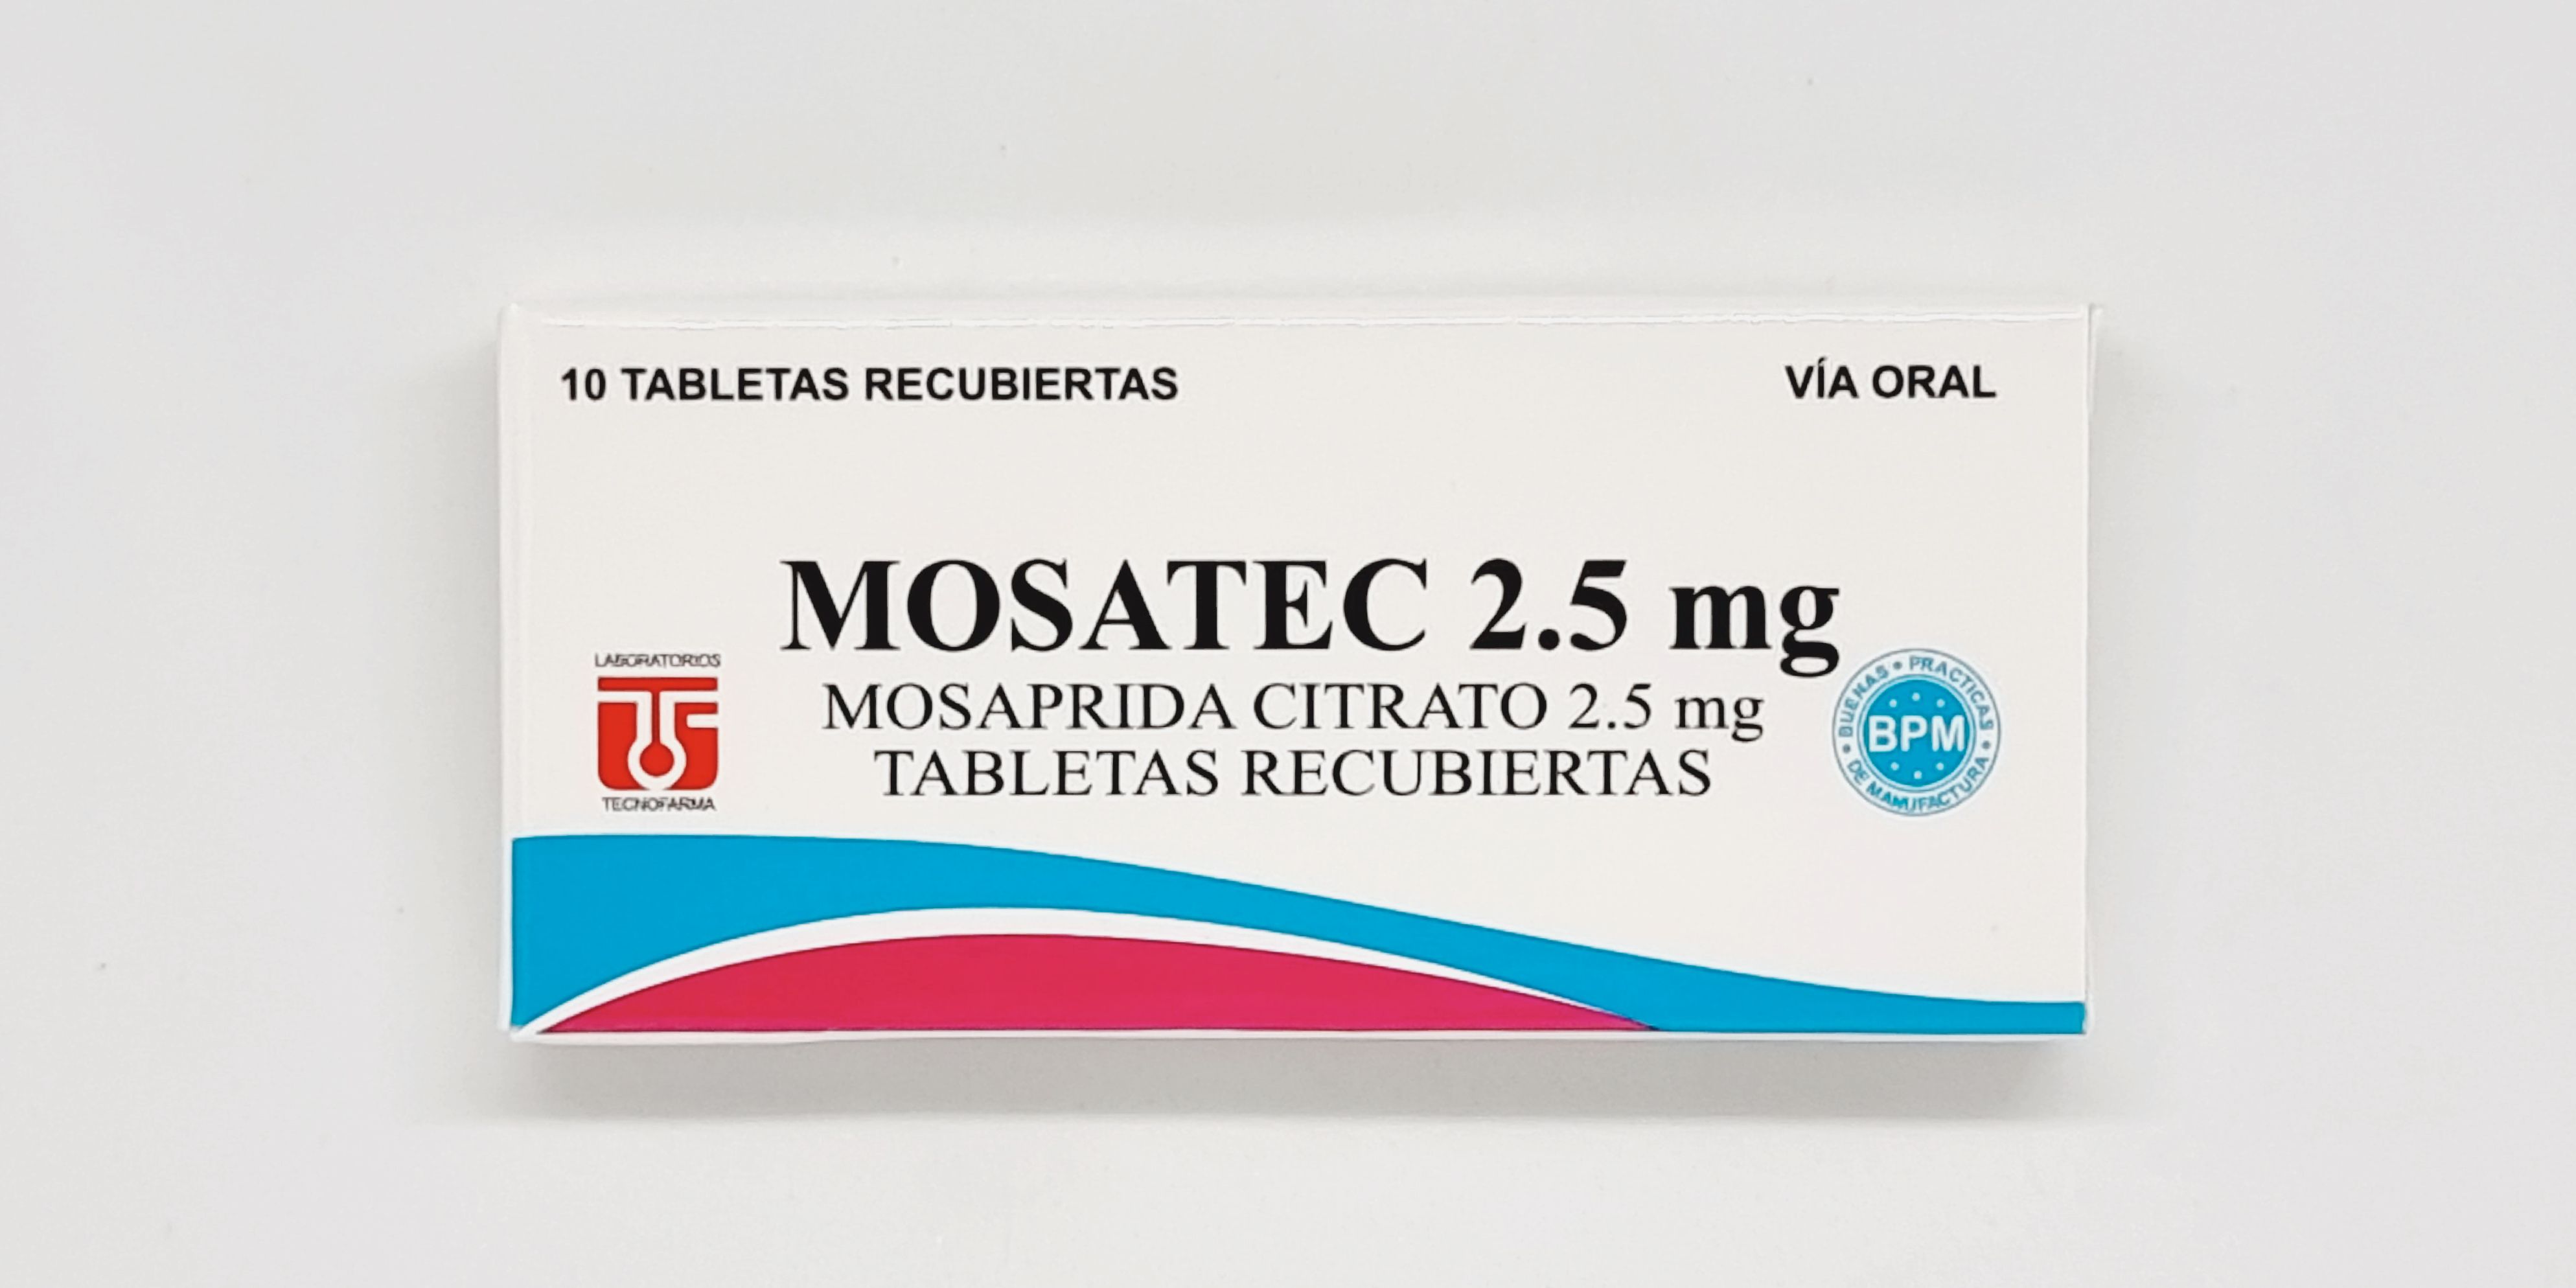 10 TABLETAS RECUBIERTAS
VÍA ORAL
MOSATEC 2.5 mg
MOSAPRIDA CITRATO 2.5 mg
TABLETAS RECUBIERTAS
LABORATORIOS
TECNOFARMA
BUENAS • PRACTICAS
BPM
• DE MANUFACTURA •